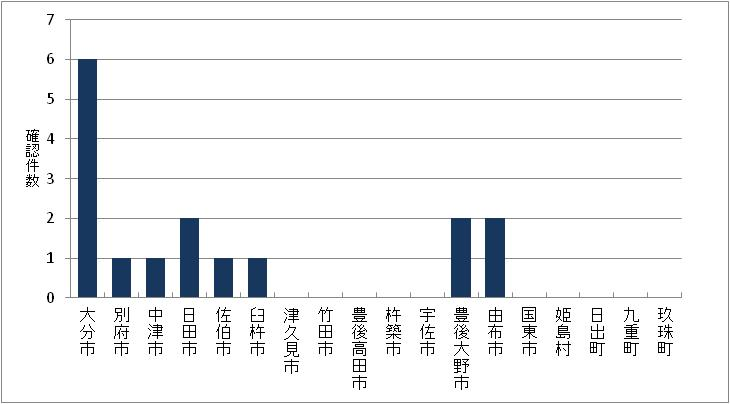 7
6
5
4
3
2
1
0
確認件数
大分市
別府市
中津市
日田市
佐伯市
臼杵市
津久見市
竹田市
豊後高田市
杵築市
宇佐市
豊後大野市
由布市
国東市
姫島村
日出町
九重町
玖珠町